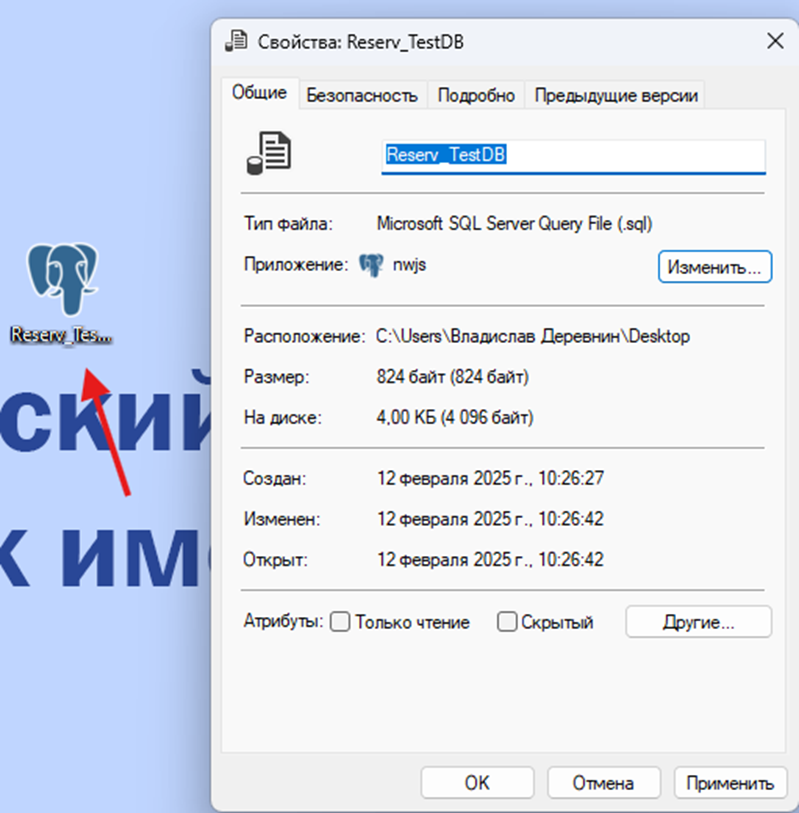 Свойства: Reserv_TestDB
Общие Безопасность Подробно Предыдущие версии
Reserv_TestDB
Тип файла: Microsoft SQL Server Query File (.sql)
Приложение: nwjs Изменить...
Расположение: C:\Users\Владислав Деревнин\Desktop
Размер: 824 байт (824 байт)
На диске: 4,00 КБ (4 096 байт)
Создан: 12 февраля 2025 г., 10:26:27
Изменен: 12 февраля 2025 г., 10:26:42
Открыт: 12 февраля 2025 г., 10:26:42
Атрибуты: Только чтение Скрытый Другие...
OK Отмена Применить
Reserv_Tes...
ский
к им